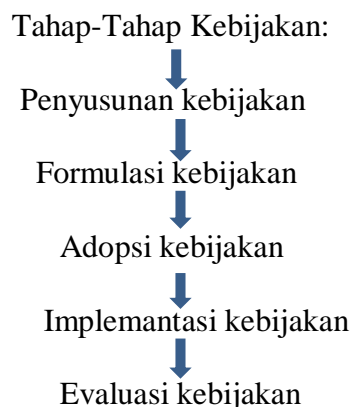 Tahap-Tahap Kebijakan:
Penyusunan kebijakan
Formulasi kebijakan
Adopsi kebijakan
Implemantasi kebijakan
Evaluasi kebijakan